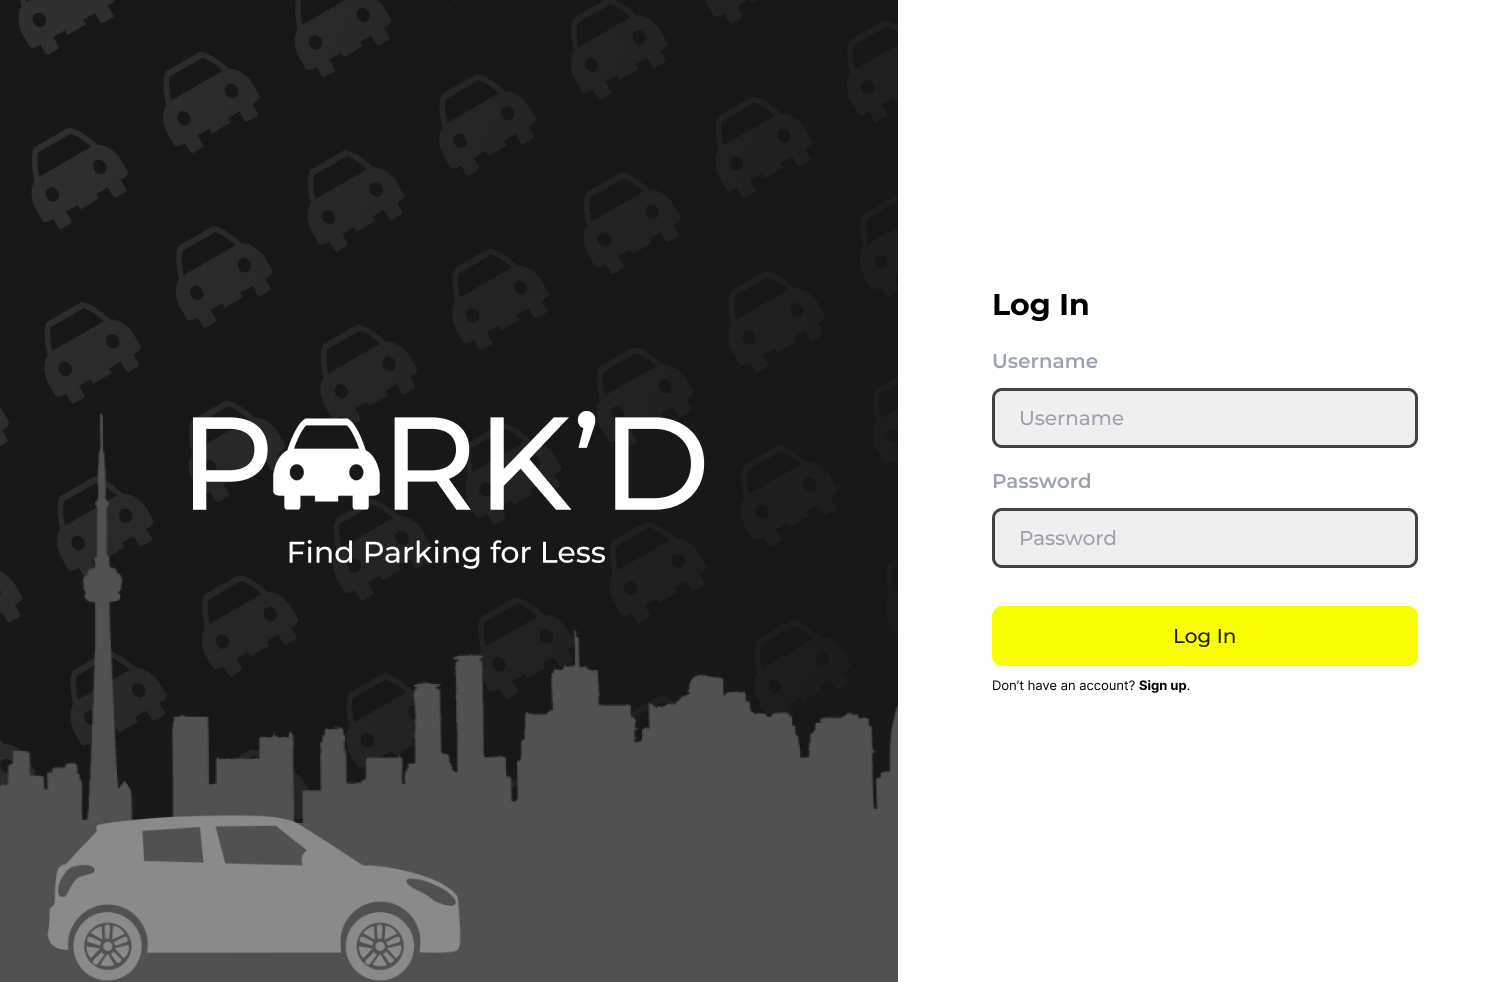 PARK’D
Find Parking for Less
Log In
Username
Username
Password
Password
Log In
Don’t have an account? Sign up.